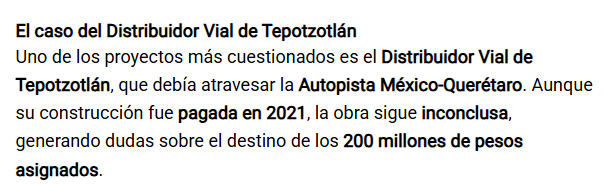 El caso del Distribuidor Vial de Tepotzotlán
Uno de los proyectos más cuestionados es el Distribuidor Vial de
Tepotzotlán, que debía atravesar la Autopista México-Querétaro. Aunque
su construcción fue pagada en 2021, la obra sigue inconclusa,
generando dudas sobre el destino de los 200 millones de pesos
asignados.